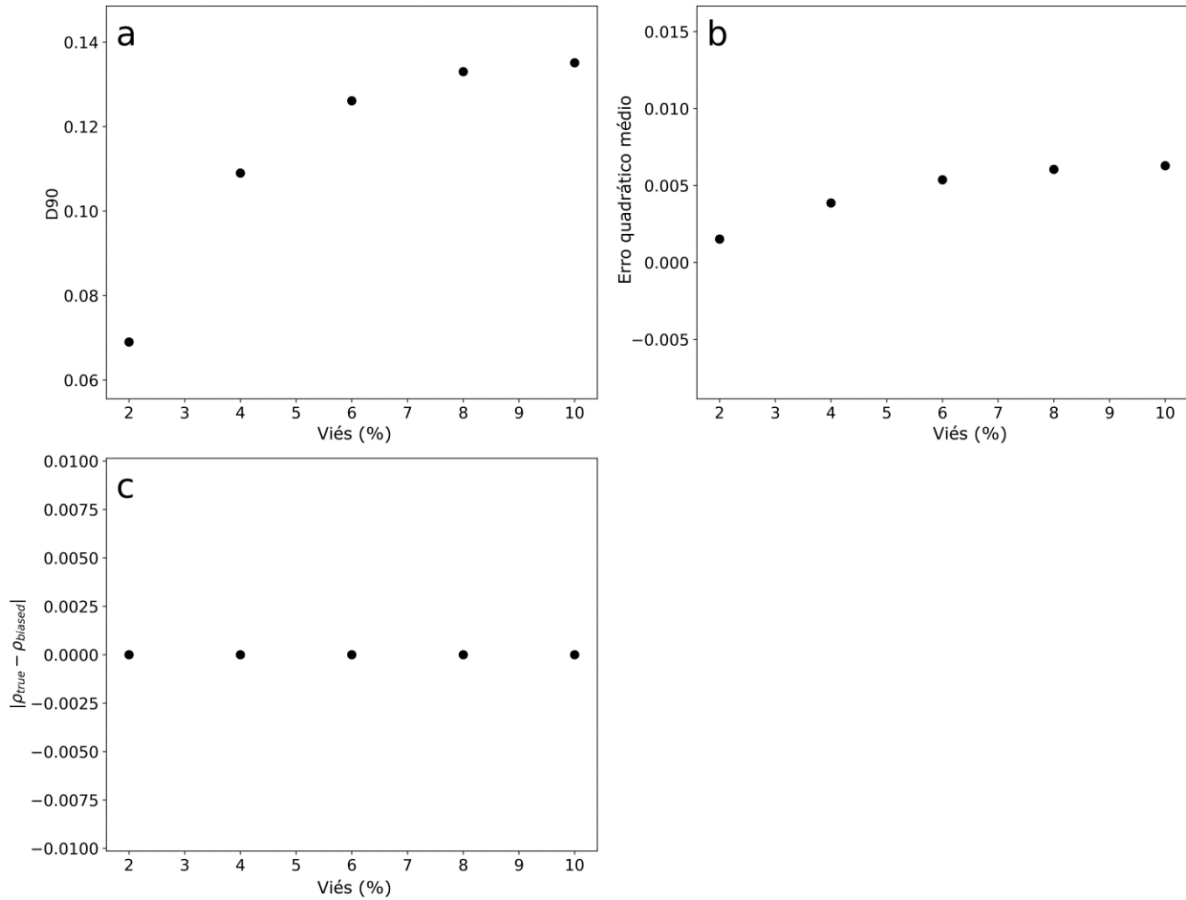 a
0.14
0.12
0.10
0.08
0.06
D90
2 3 4 5 6 7 8 9 10
Viés (%)
b
0.015
0.010
0.005
0.000
−0.005
Erro quadrático médio
2 3 4 5 6 7 8 9 10
Viés (%)
c
0.0100
0.0075
0.0050
0.0025
0.0000
−0.0025
−0.0050
−0.0075
−0.0100
|ρtrue − ρbiased|
2 3 4 5 6 7 8 9 10
Viés (%)